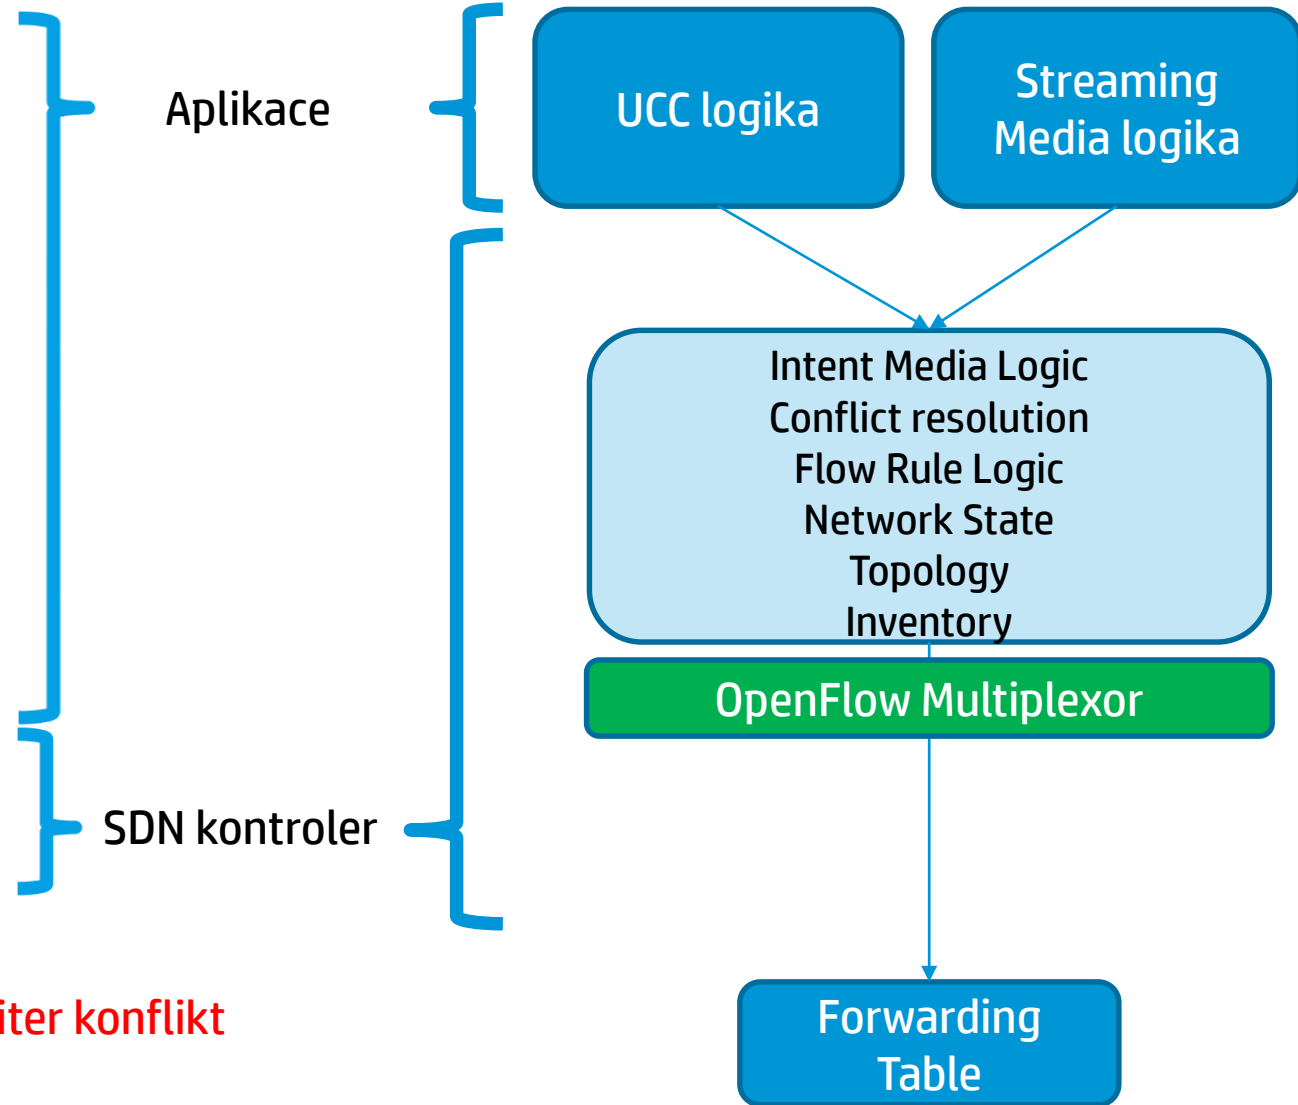 Aplikace
UCC logika
Streaming
Media logika
Intent Media Logic
Conflict resolution
Flow Rule Logic
Network State
Topology
Inventory
OpenFlow Multiplexor
SDN kontroler
konflikt
Forwarding
Table